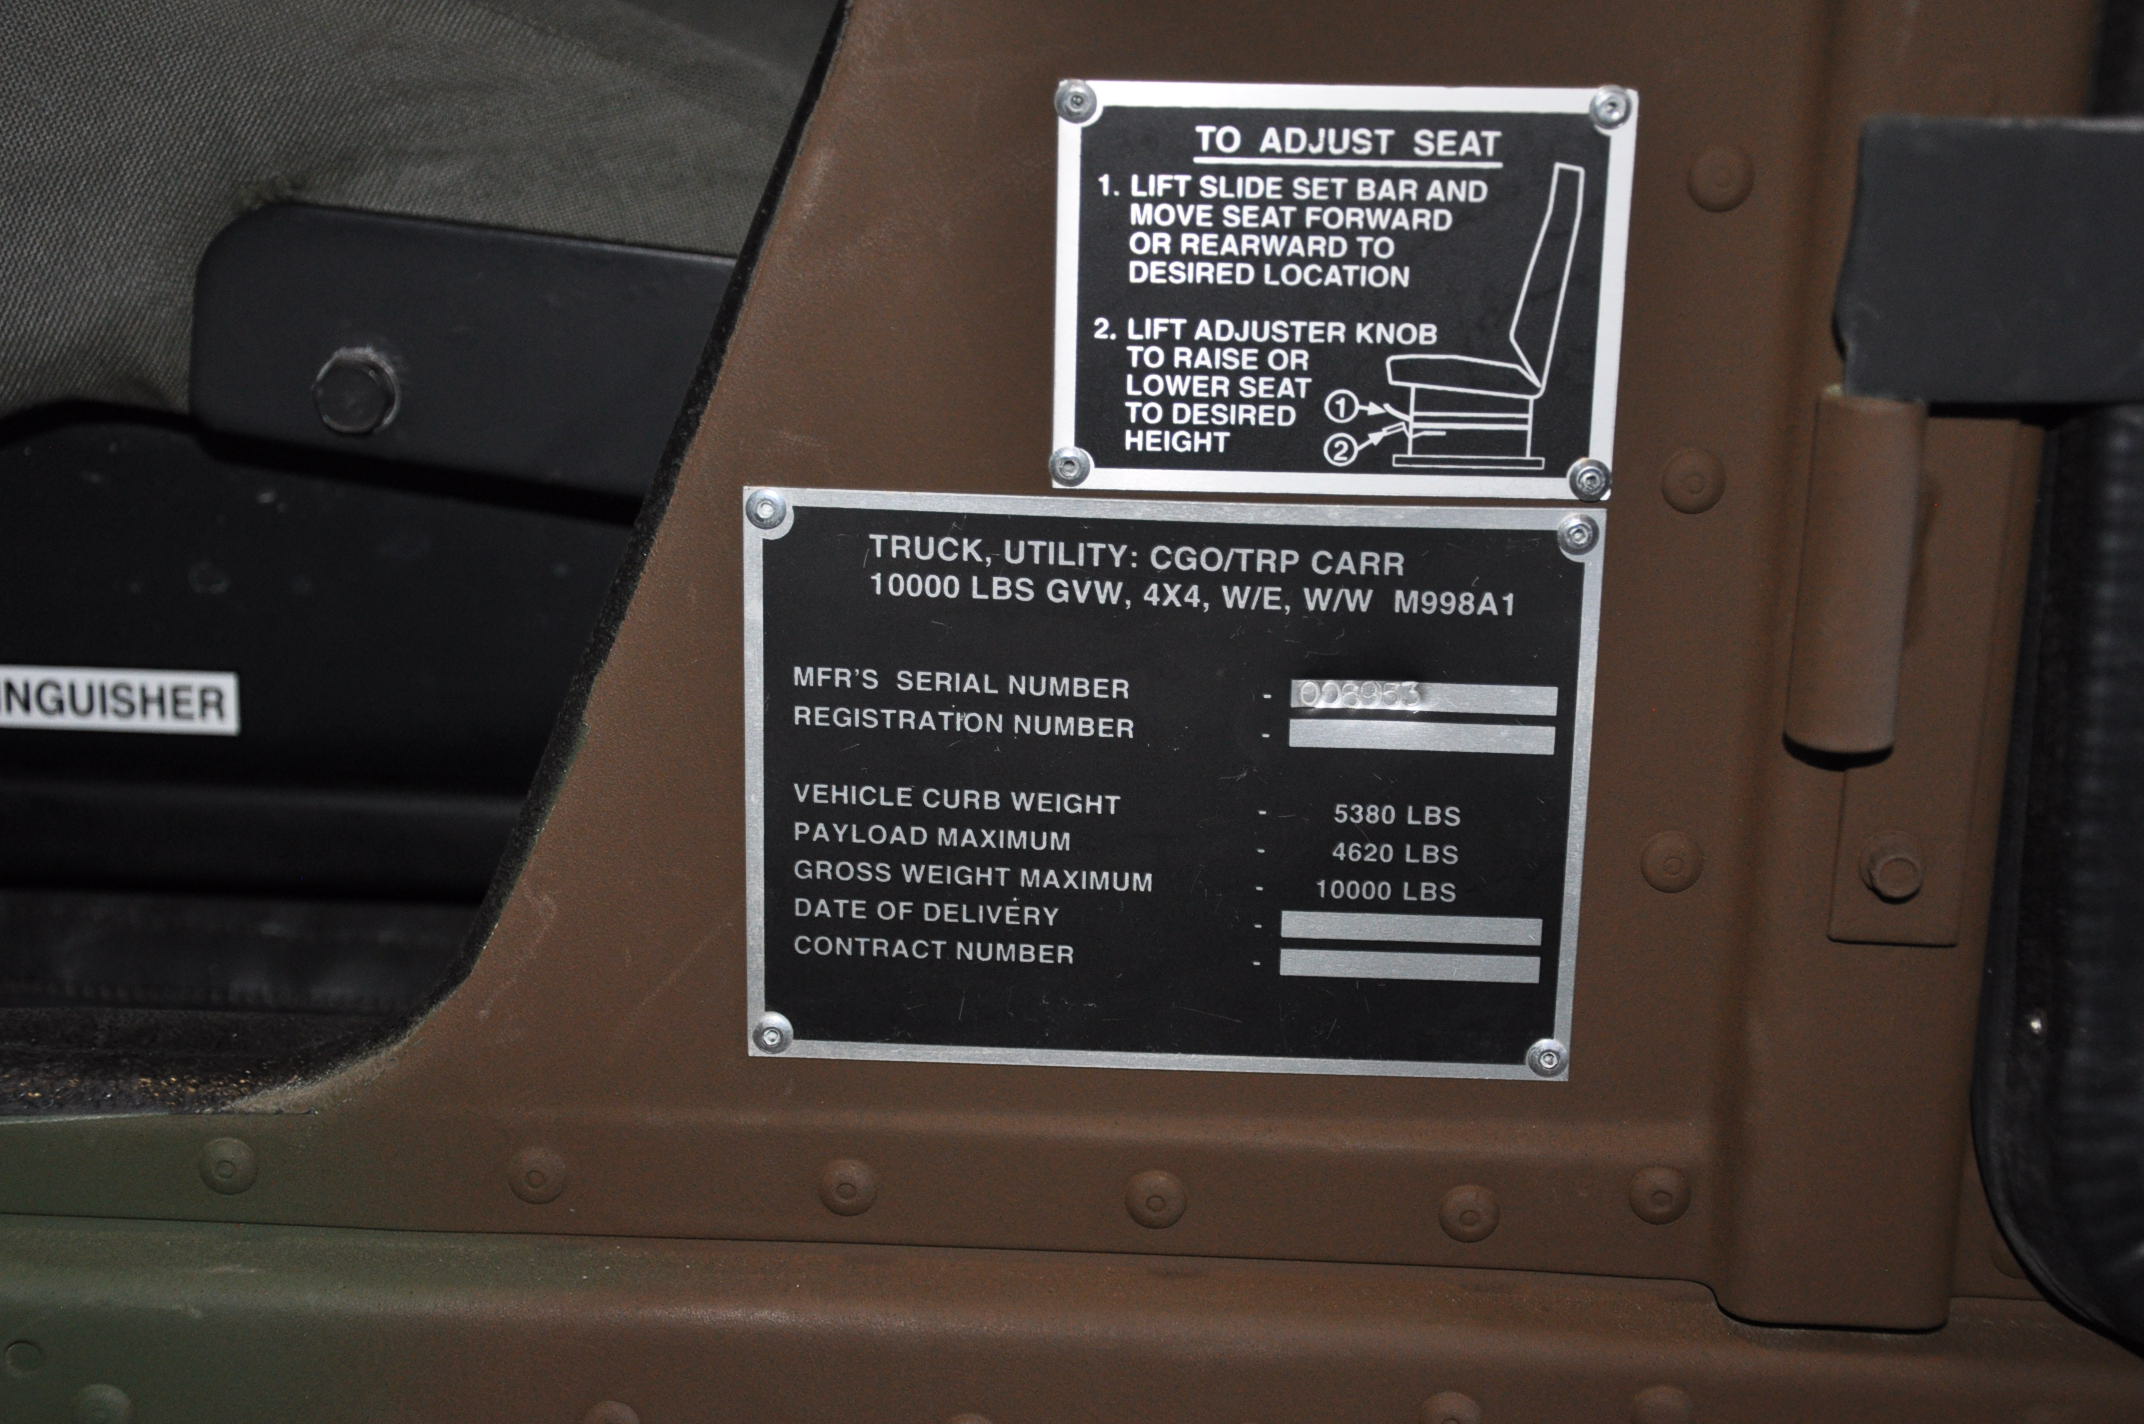 TO ADJUST SEAT
1. LIFT SLIDE SET BAR AND
MOVE SEAT FORWARD
OR REARWARD TO
DESIRED LOCATION
2. LIFT ADJUSTER KNOB
TO RAISE OR
LOWER SEAT
TO DESIRED
HEIGHT
1
2
TRUCK, UTILITY: CGO/TRP CARR
10000 LBS GVW, 4X4, W/E, W/W M998A1
MFR'S SERIAL NUMBER - 008953
REGISTRATION NUMBER -
VEHICLE CURB WEIGHT - 5380 LBS
PAYLOAD MAXIMUM - 4620 LBS
GROSS WEIGHT MAXIMUM - 10000 LBS
DATE OF DELIVERY -
CONTRACT NUMBER -
INGUISHER